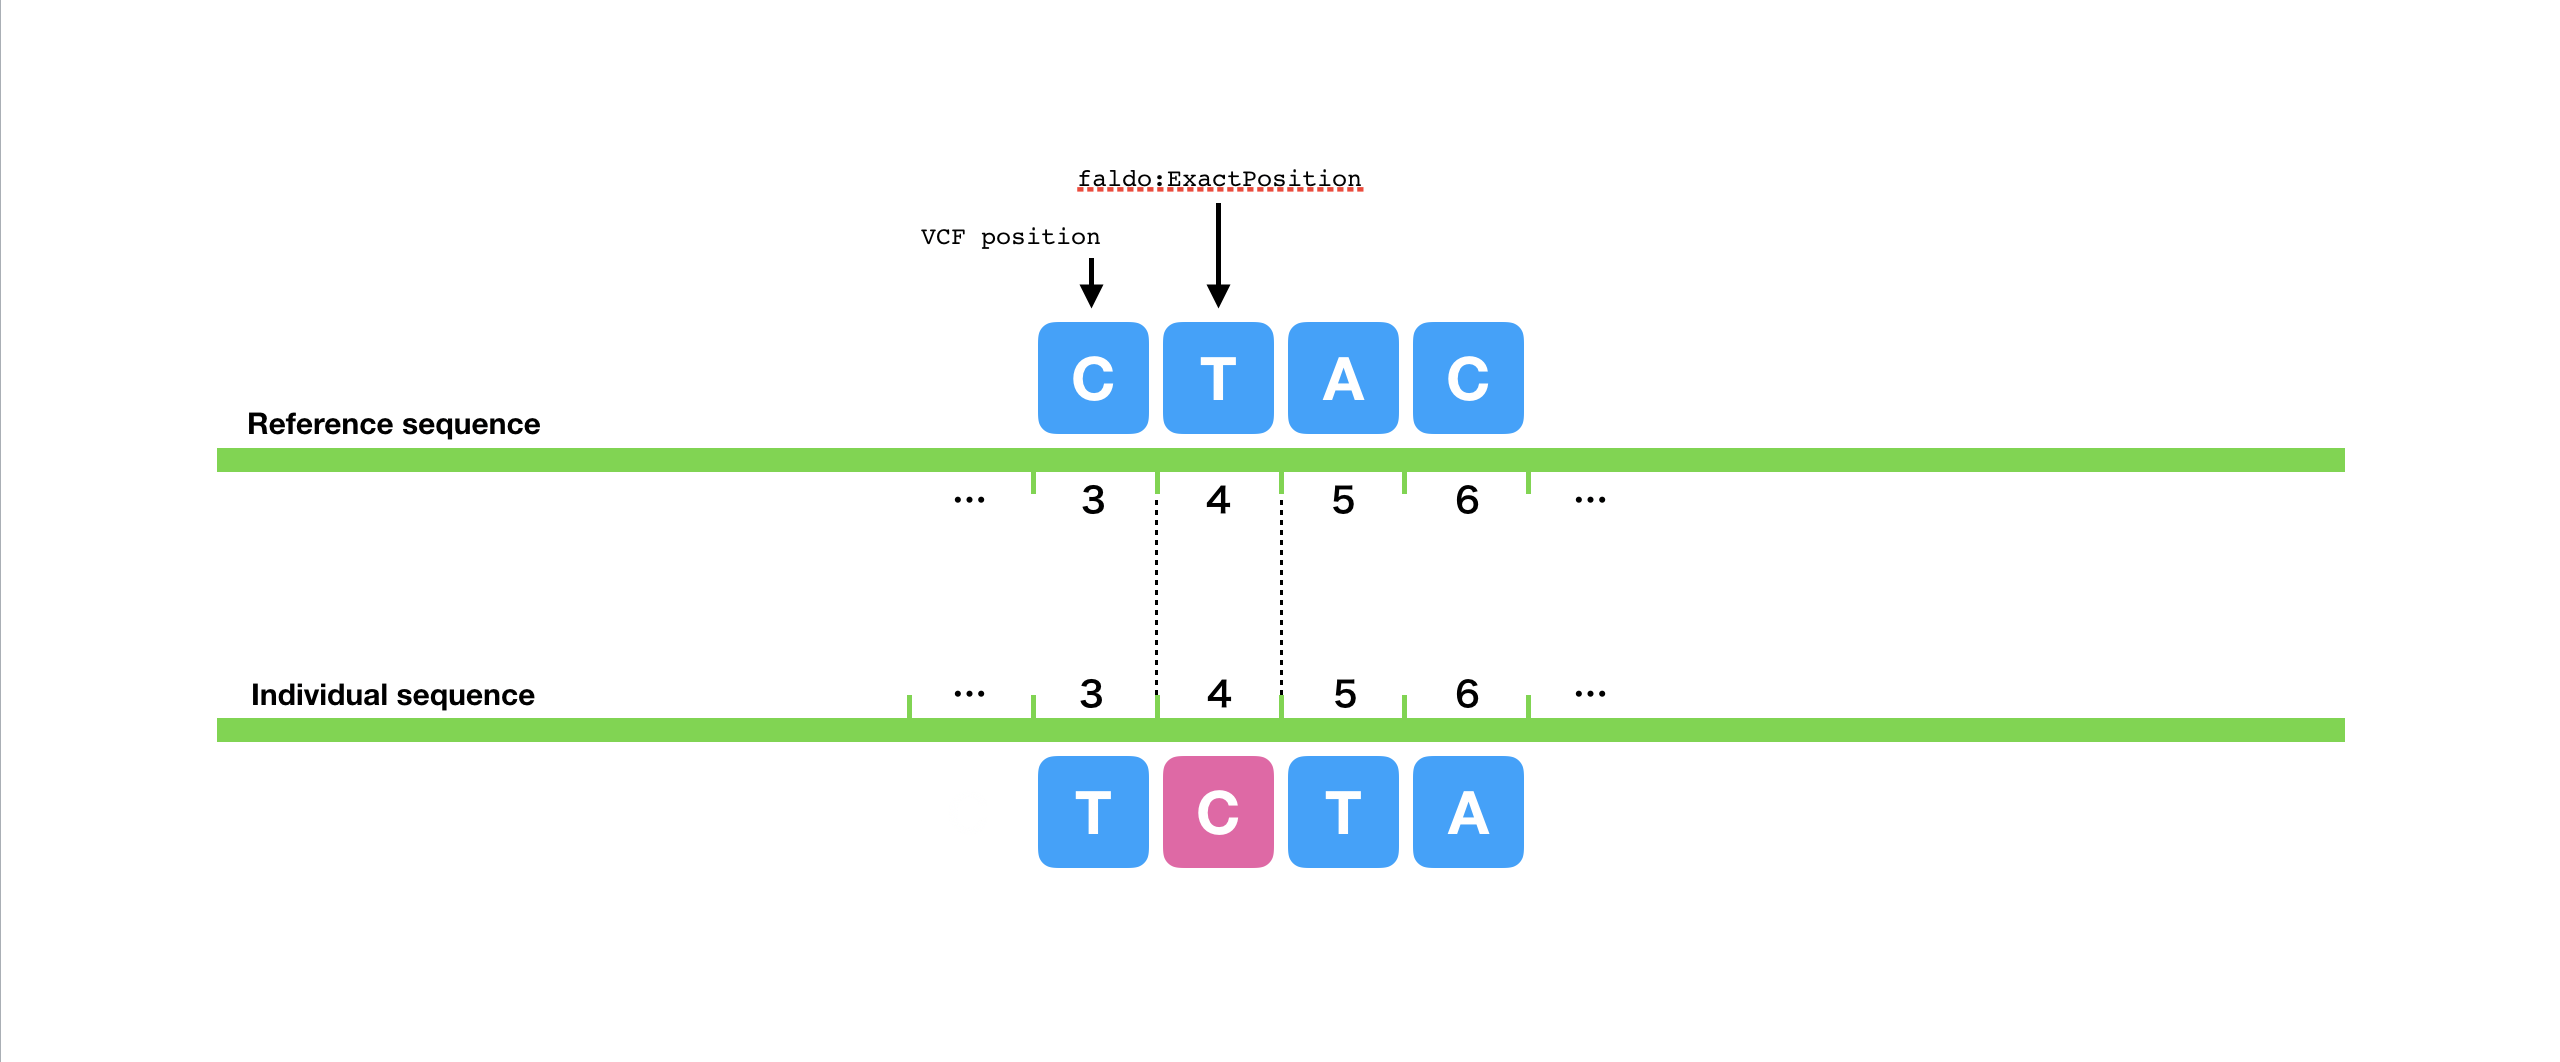 faldo:ExactPosition
VCF position
C T A C
Reference sequence
... 3 4 5 6 ...
Individual sequence
... 3 4 5 6 ...
T C T A